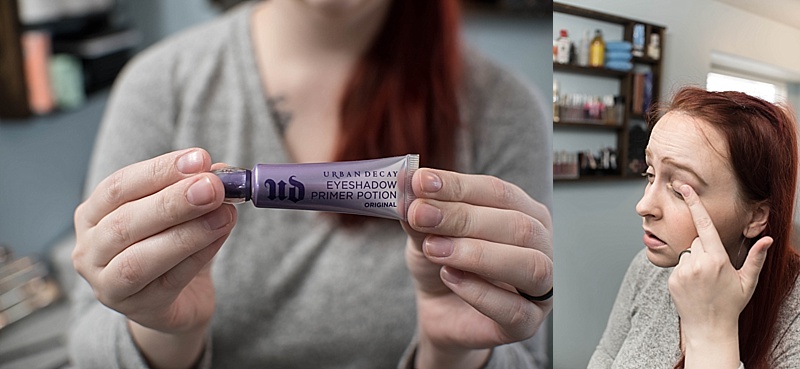 ud
URBAN DECAY
EYESHADOW
PRIMER POTION
ORIGINAL